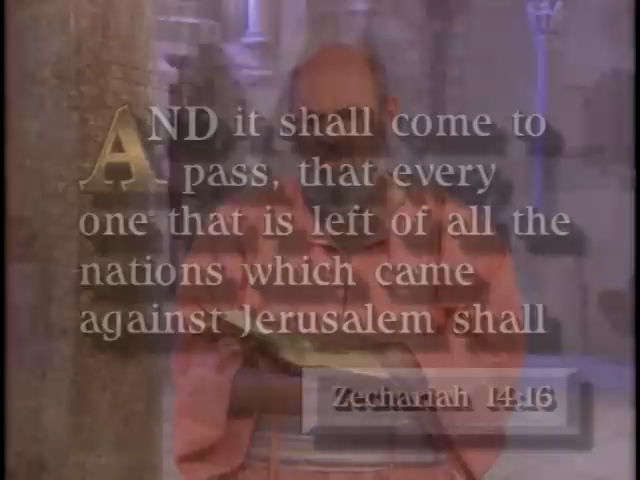 AND it shall come to
pass, that every
one that is left of all the
nations which came
against Jerusalem shall
Zechariah 14:16